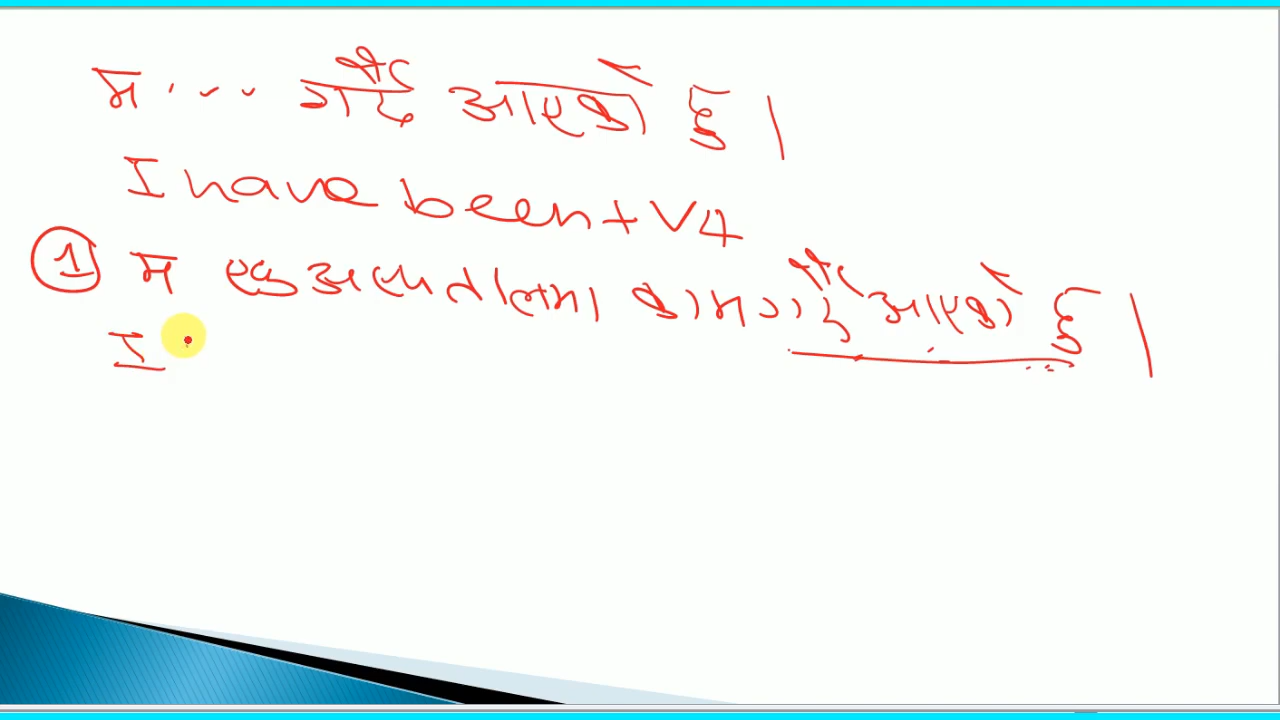 म ... गर्दै आएको छु।
I have been + V4
1 म एक अस्पतालमा काम गर्दै आएको छु।
I